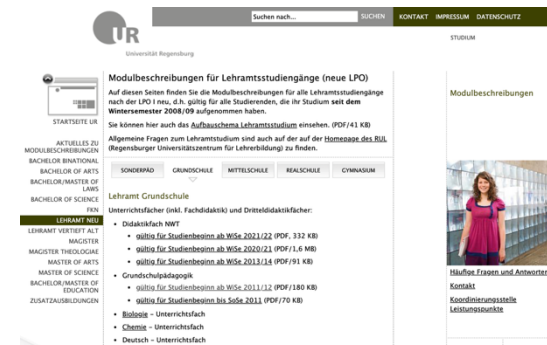 Suchen nach...
SUCHEN
KONTAKT IMPRESSUM DATENSCHUTZ
UR
Universität Regensburg
STUDIUM
STARTSEITE UR
AKTUELLES ZU
MODULBESCHREIBUNGEN
BACHELOR BINATIONAL
BACHELOR OF ARTS
BACHELOR/MASTER OF
LAWS
BACHELOR OF SCIENCE
FKN
LEHRAMT NEU
LEHRAMT VERTIEFT ALT
MAGISTER
MAGISTER THEOLOGIAE
MASTER OF ARTS
MASTER OF SCIENCE
BACHELOR/MASTER OF
EDUCATION
ZUSATZAUSBILDUNGEN
Modulbeschreibungen für Lehramtsstudiengänge (neue LPO)
Auf diesen Seiten finden Sie die Modulbeschreibungen für alle Lehramtsstudiengänge
nach der LPO I neu, d.h. gültig für alle Studierenden, die ihr Studium seit dem
Wintersemester 2008/09 aufgenommen haben.
Sie können hier auch das Aufbauschema Lehramtsstudium einsehen. (PDF/41 KB)
Allgemeine Fragen zum Lehramtstudium sind auch auf der auf der Homepage des RUL
(Regensburger Universitätszentrum für Lehrerbildung) zu finden.
SONDERPÄD GRUNDSCHULE MITTELSCHULE REALSCHULE GYMNASIUM
Lehramt Grundschule
Unterrichtsfächer (inkl. Fachdidaktik) und Dritteldidaktikfächer:
• Didaktikfach NWT
• gültig für Studienbeginn ab WiSe 2021/22 (PDF, 332 KB)
• gültig für Studienbeginn ab WiSe 2020/21 (PDF/1,6 MB)
• gültig für Studienbeginn ab WiSe 2013/14 (PDF/91 KB)
• Grundschulpädagogik
• gültig für Studienbeginn ab WiSe 2011/12 (PDF/180 KB)
• gültig für Studienbeginn bis SoSe 2011 (PDF/70 KB)
• Biologie – Unterrichtsfach
• Chemie – Unterrichtsfach
• Deutsch – Unterrichtsfach
Modulbeschreibungen
Häufige Fragen und Antworten
Kontakt
Koordinierungsstelle
Leistungspunkte